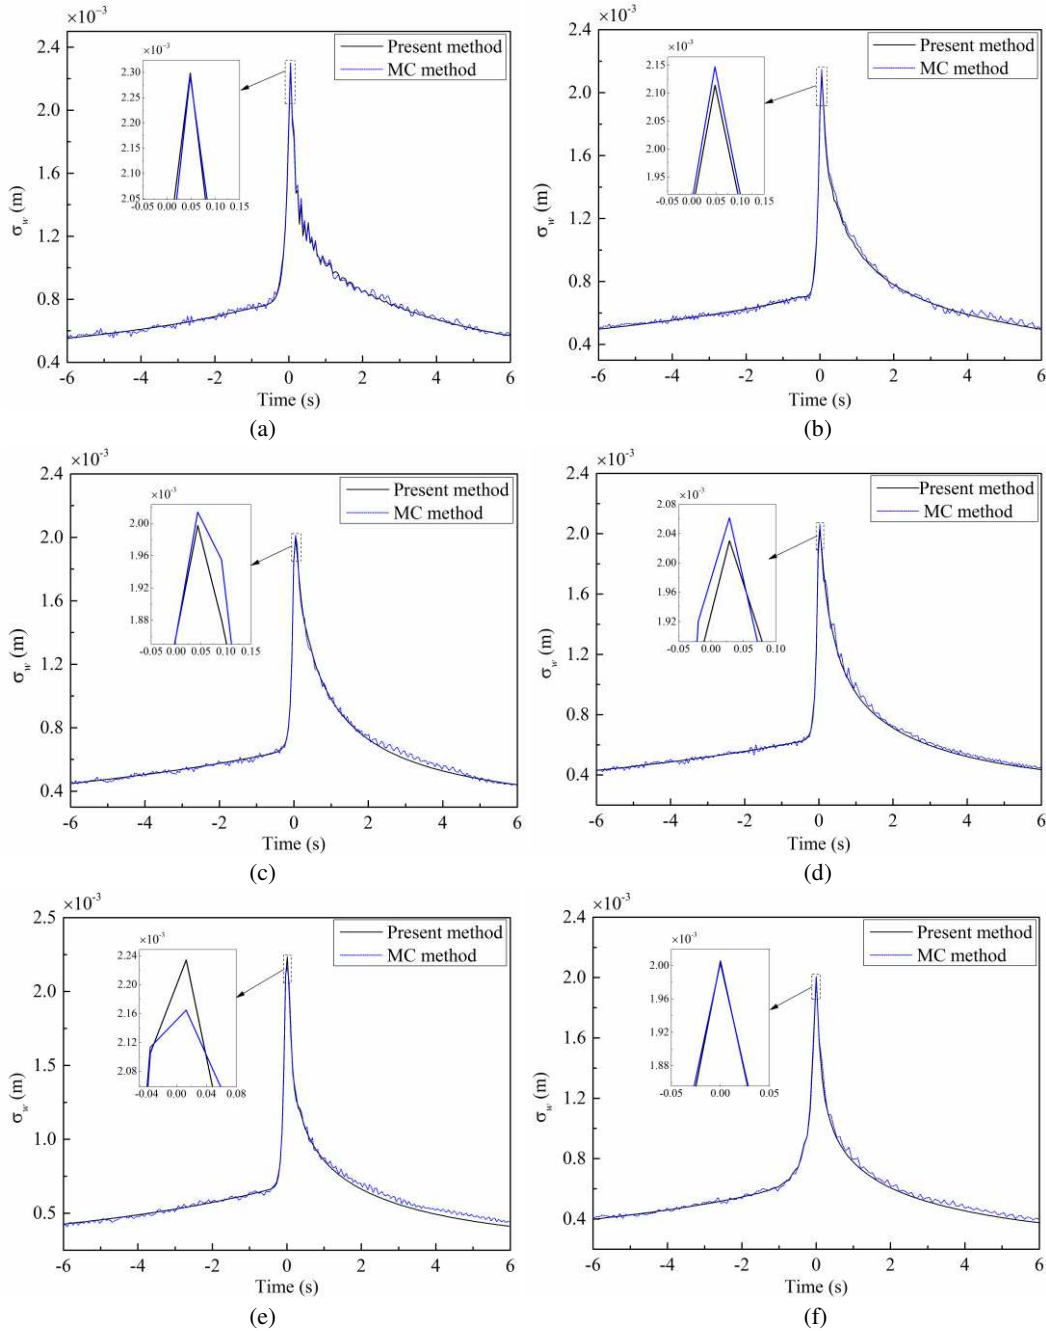 ×10⁻³
2.4
2.0
1.6
1.2
0.8
0.4
σw (m)
-6 -4 -2 0 2 4 6
Time (s)
Present method
MC method
×10⁻³
2.30
2.25
2.20
2.15
2.10
2.05
-0.05 0.00 0.05 0.10 0.15
(a)
×10⁻³
2.4
2.0
1.6
1.2
0.8
0.4
σw (m)
-6 -4 -2 0 2 4 6
Time (s)
Present method
MC method
×10⁻³
2.15
2.10
2.05
2.00
1.95
-0.05 0.00 0.05 0.10 0.15
(b)
×10⁻³
2.4
2.0
1.6
1.2
0.8
0.4
σw (m)
-6 -4 -2 0 2 4 6
Time (s)
Present method
MC method
×10⁻³
2.00
1.96
1.92
1.88
-0.05 0.00 0.05 0.10 0.15
(c)
×10⁻³
2.4
2.0
1.6
1.2
0.8
0.4
σw (m)
-6 -4 -2 0 2 4 6
Time (s)
Present method
MC method
×10⁻³
2.08
2.04
2.00
1.96
1.92
-0.05 0.00 0.05 0.10
(d)
×10⁻³
2.5
2.0
1.5
1.0
0.5
σw (m)
-6 -4 -2 0 2 4 6
Time (s)
Present method
MC method
×10⁻³
2.24
2.20
2.16
2.12
2.08
-0.04 0.00 0.04 0.08
(e)
×10⁻³
2.4
2.0
1.6
1.2
0.8
0.4
σw (m)
-6 -4 -2 0 2 4 6
Time (s)
Present method
MC method
×10⁻³
2.00
1.96
1.92
1.88
-0.05 0.00 0.05
(f)